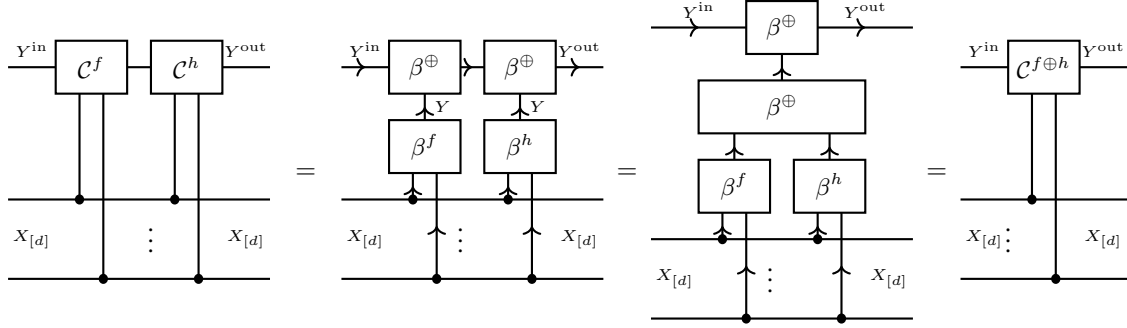 Y^in C^f C^h Y^out
X_[d] ⋮ X_[d]
=
Y^in β^⊕ β^⊕ Y^out
Y Y
β^f β^h
X_[d] ⋮ X_[d]
=
Y^in β^⊕ Y^out
β^⊕
β^f β^h
X_[d] ⋮ X_[d]
=
Y^in C^{f⊕h} Y^out
X_[d] ⋮ X_[d]